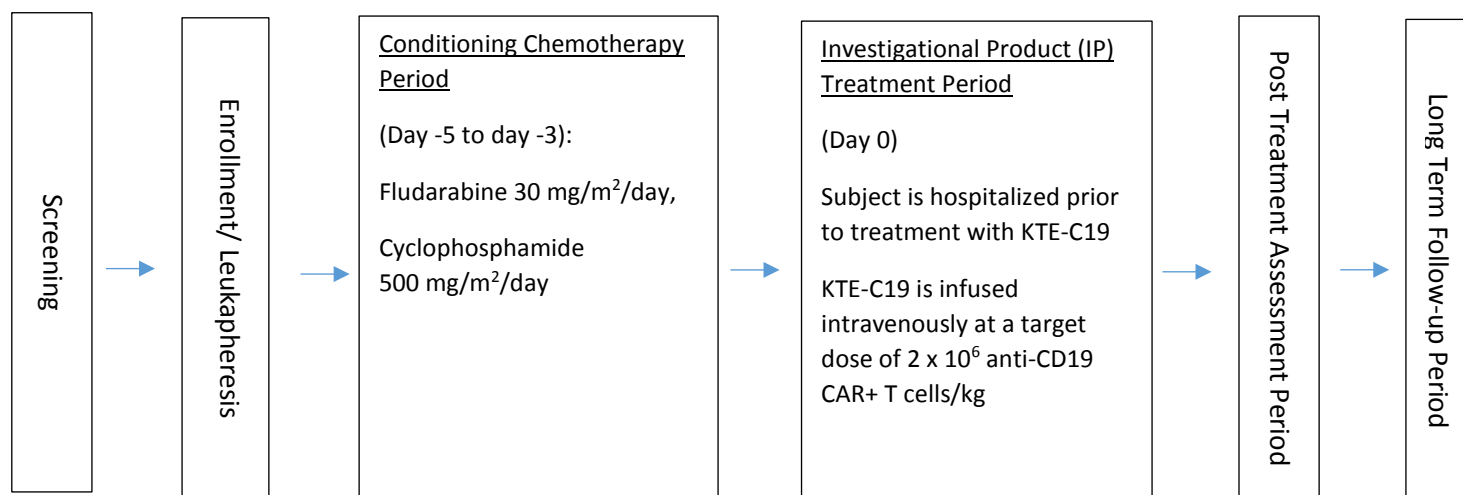 Screening
Enrollment/ Leukapheresis
Conditioning Chemotherapy
Period
(Day -5 to day -3):
Fludarabine 30 mg/m²/day,
Cyclophosphamide
500 mg/m²/day
Investigational Product (IP)
Treatment Period
(Day 0)
Subject is hospitalized prior
to treatment with KTE-C19
KTE-C19 is infused
intravenously at a target
dose of 2 x 10⁶ anti-CD19
CAR+ T cells/kg
Post Treatment Assessment Period
Long Term Follow-up Period